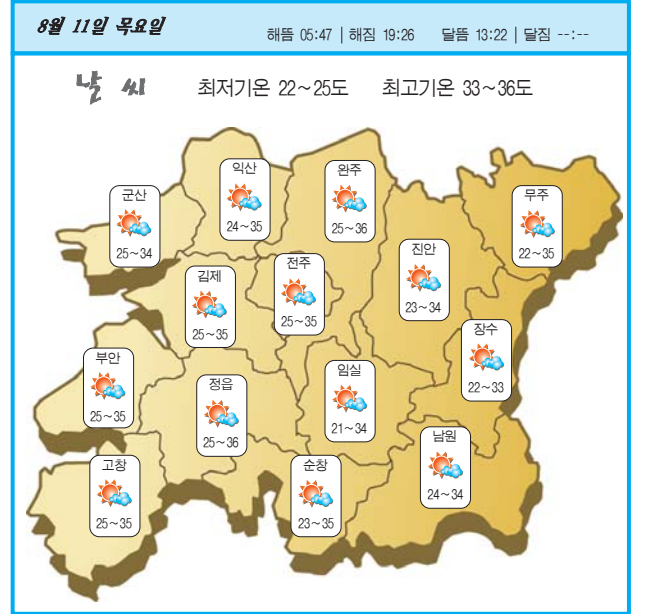 8월 11일 목요일
해뜸 05:47 | 해짐 19:26 달뜸 13:22 | 달짐 --:--
날씨 최저기온 22~25도 최고기온 33~36도
익산
24~35
완주
25~36
군산
25~34
무주
22~35
진안
23~34
전주
25~35
김제
25~35
장수
22~33
부안
25~35
임실
21~34
정읍
25~36
남원
24~34
고창
25~35
순창
23~35